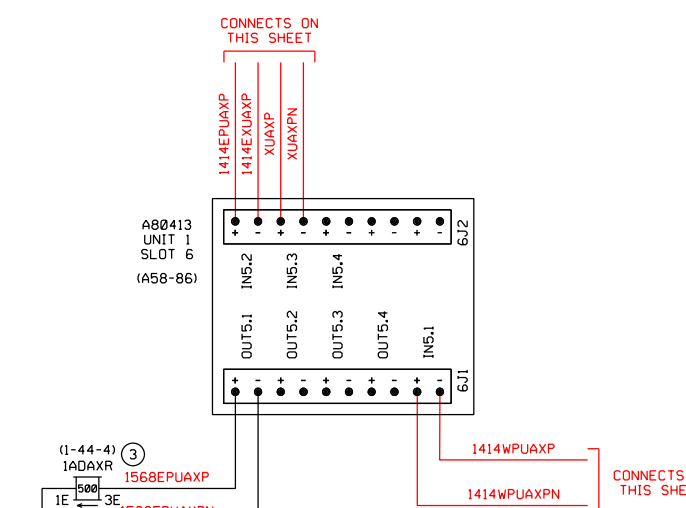 CONNECTS ON
THIS SHEET
1414EPUAXP
1414EXUAXP
XUAXP
XUAXPN
A80413
UNIT 1
SLOT 6
(A58-86)
+ - + - + - + - + -
6J2
IN5.2
IN5.3
IN5.4
OUT5.1
OUT5.2
OUT5.3
OUT5.4
IN5.1
+ - + - + - + - + -
6J1
(1-44-4)
3
1ADAXR
500
1E
3E
1568EPUAXP
1414WPUAXP
1414WPUAXPN
CONNECTS
THIS SHE